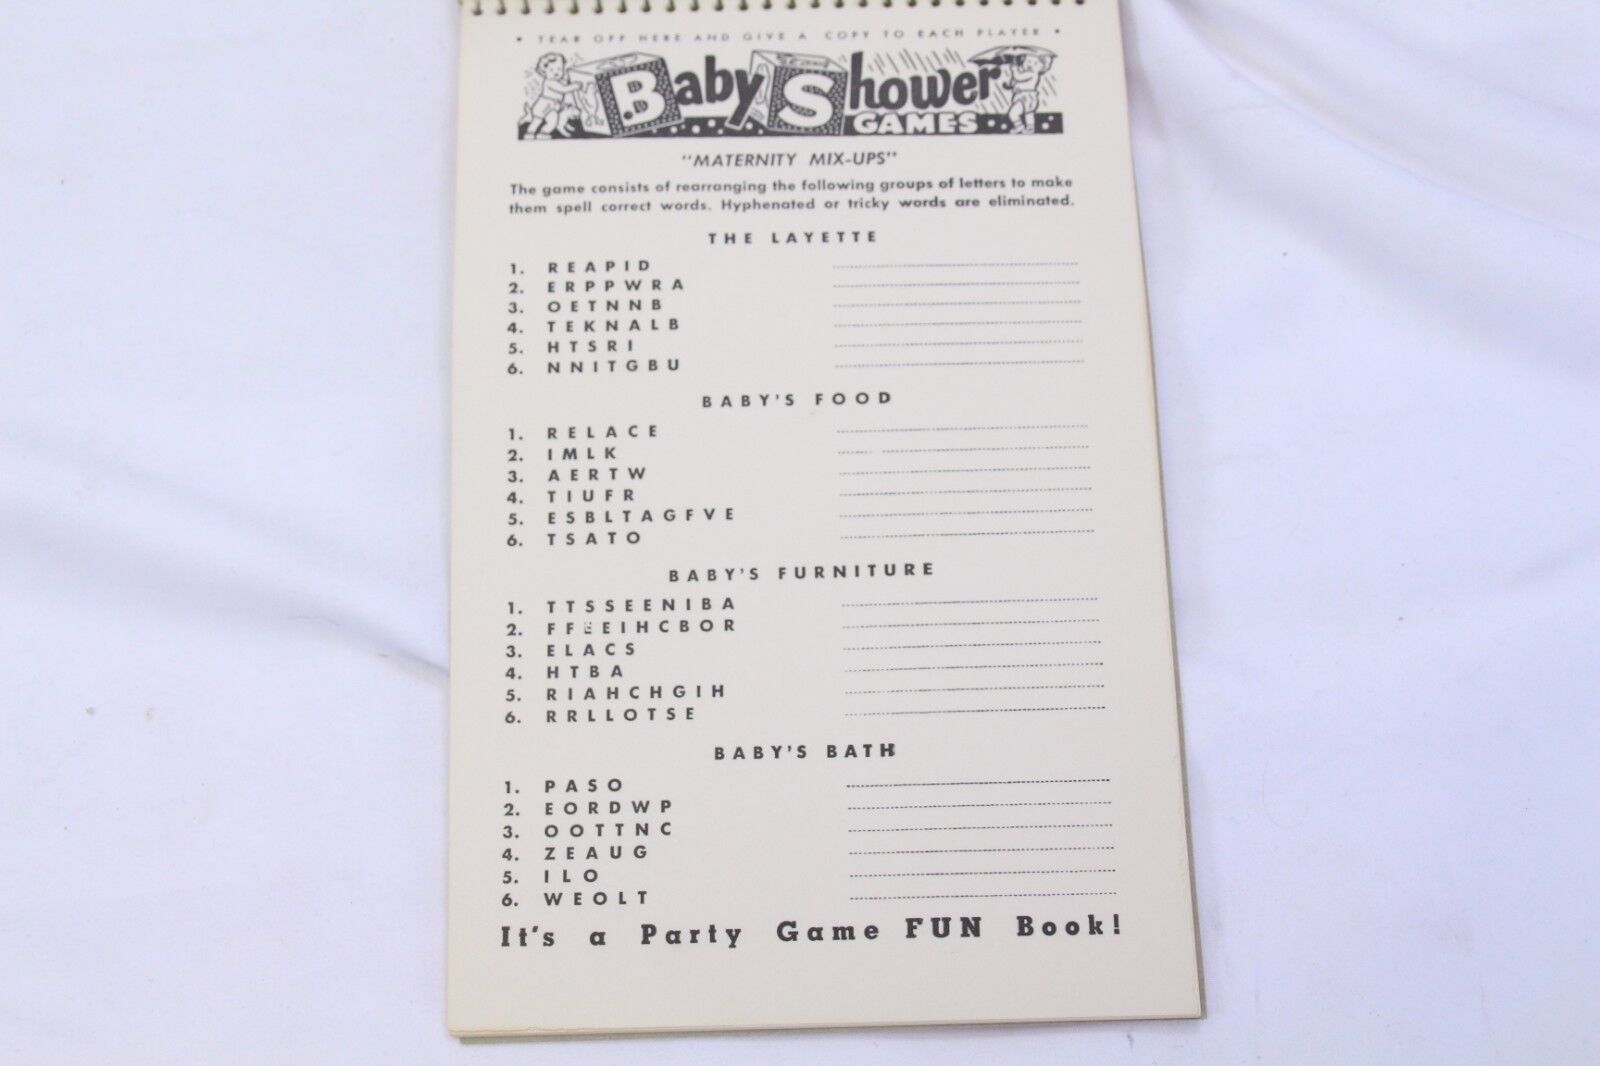 • TEAR OFF HERE AND GIVE A COPY TO EACH PLAYER •
Baby Shower
GAMES
"MATERNITY MIX-UPS"
The game consists of rearranging the following groups of letters to make
them spell correct words. Hyphenated or tricky words are eliminated.
THE LAYETTE
1. REAPID
2. ERPPWRA
3. OETNNB
4. TEKNALB
5. HTSRI
6. NNITGBU
BABY'S FOOD
1. RELACE
2. IMLK
3. AERTW
4. TIUFR
5. ESBLTAGFVE
6. TSATO
BABY'S FURNITURE
1. TTSSEENIBA
2. FFEEIHCBOR
3. ELACS
4. HTBA
5. RIAHCHGIH
6. RRLLOTSE
BABY'S BATH
1. PASO
2. EORDWP
3. OOTTNC
4. ZEAUG
5. ILO
6. WEOLT
It's a Party Game FUN Book!